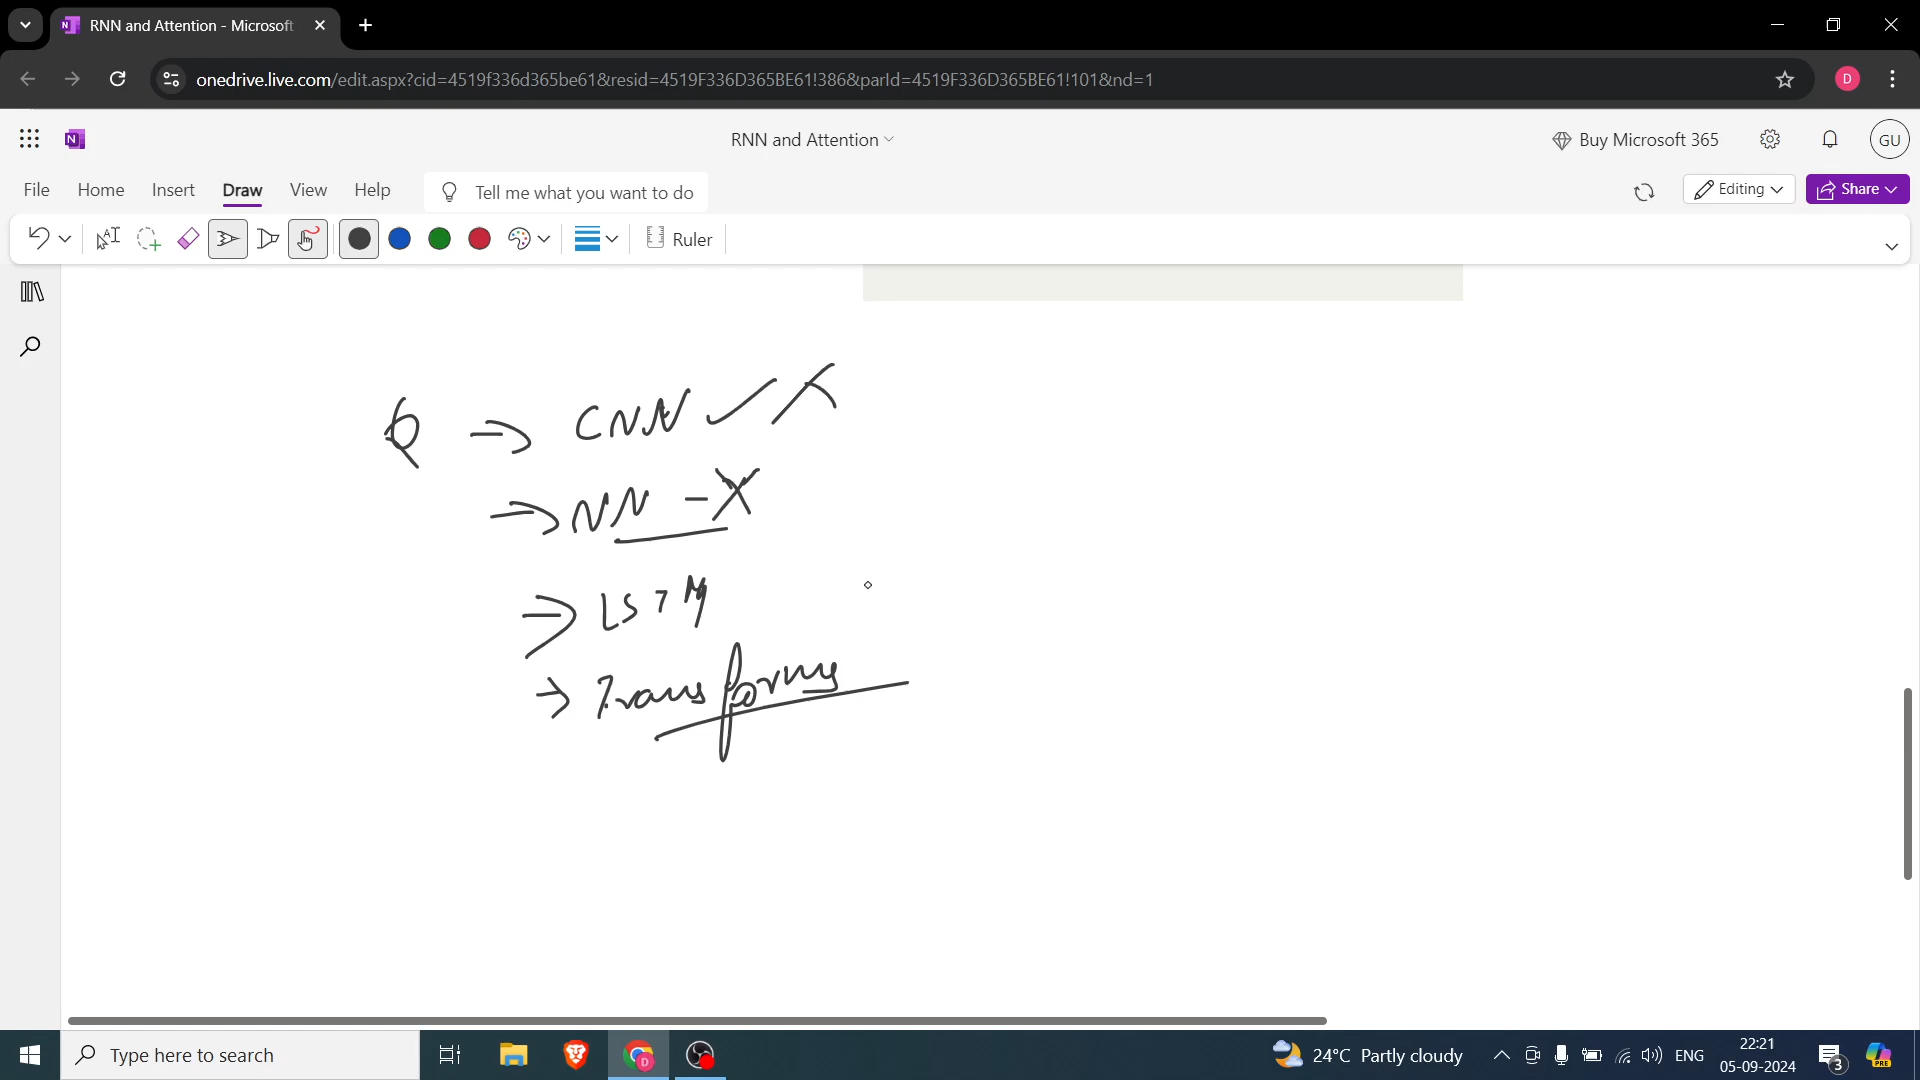 RNN and Attention - Microsoft
onedrive.live.com/edit.aspx?cid=4519f336d365be61&resid=4519F336D365BE61!386&parId=4519F336D365BE61!101&nd=1
D
N
RNN and Attention
Buy Microsoft 365
GU
File Home Insert Draw View Help
Tell me what you want to do
Editing
Share
Ruler
Q → CNN ✓ X
→ NN - X
→ LSTM
→ Transforms
Type here to search
D
24°C Partly cloudy
ENG
22:21
05-09-2024
3
PRE